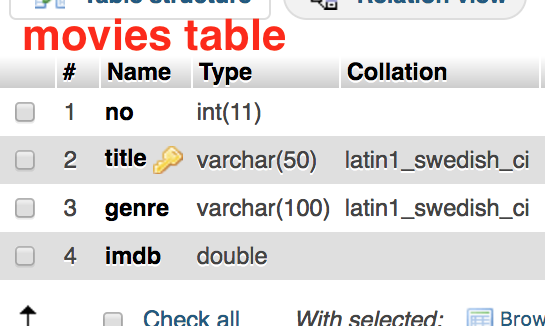 Table structure
Relation view
movies table
# Name Type Collation
1 no int(11)
2 title varchar(50) latin1_swedish_ci
3 genre varchar(100) latin1_swedish_ci
4 imdb double
Check all With selected: Brow